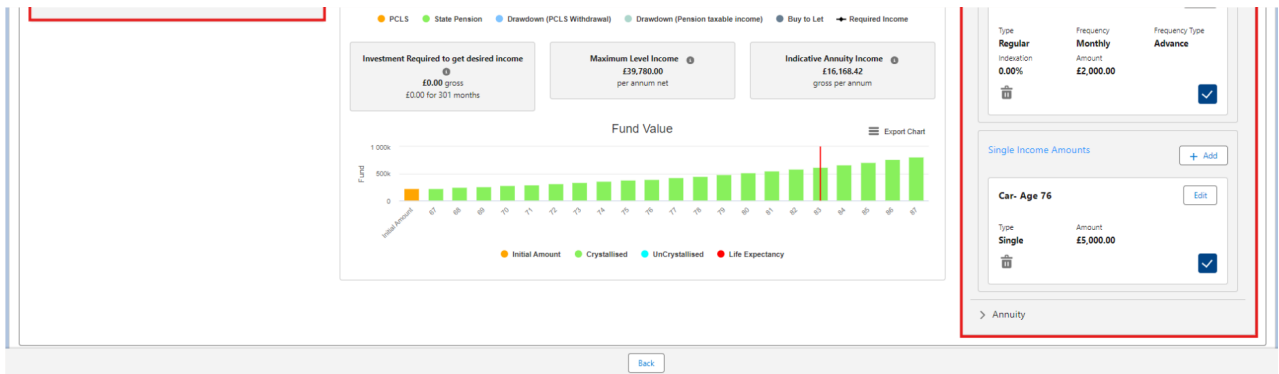 PCLS State Pension Drawdown (PCLS Withdrawal) Drawdown (Pension taxable income) Buy to Let Required Income
Investment Required to get desired income
£0.00 gross
£0.00 for 301 months
Maximum Level Income
£39,780.00
per annum net
Indicative Annuity Income
£16,168.42
gross per annum
Fund Value
Export Chart
1 000k
500k
0
Fund
Initial Amount 67 68 69 70 71 72 73 74 75 76 77 78 79 80 81 82 83 84 85 86 87
Initial Amount Crystallised UnCrystallised Life Expectancy
Type Frequency Frequency Type
Regular Monthly Advance
Indexation Amount
0.00% £2,000.00
Single Income Amounts
+ Add
Car- Age 76
Edit
Type Amount
Single £5,000.00
Annuity
Back